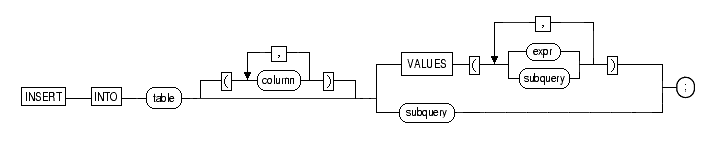 ,
,
expr
( column )
VALUES ( subquery )
INSERT INTO table
subquery
;